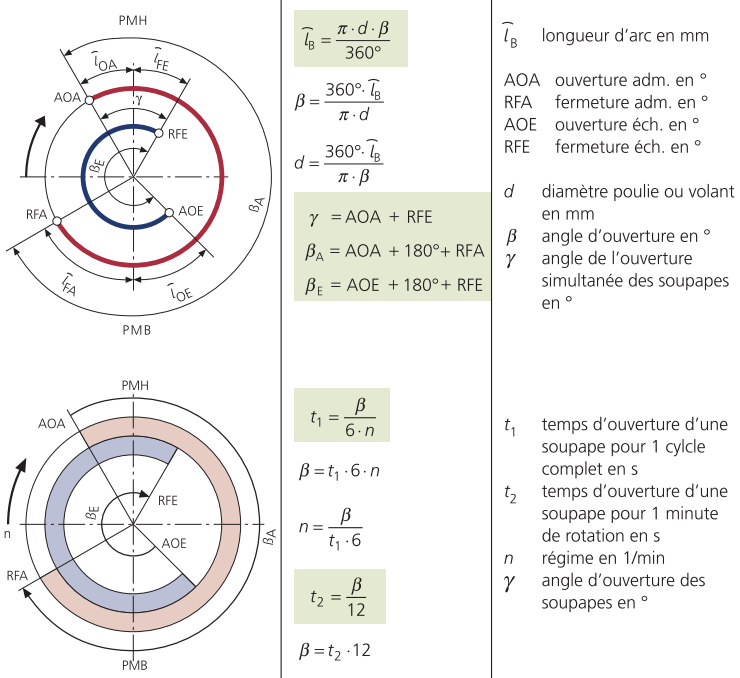 PMH
l̂OA
l̂FE
AOA
γ
RFE
βE
βA
RFA
AOE
l̂FA
l̂OE
PMB
l̂B = π · d · β / 360°
β = 360° · l̂B / π · d
d = 360° · l̂B / π · β
γ = AOA + RFE
βA = AOA + 180° + RFA
βE = AOE + 180° + RFE
l̂B longueur d'arc en mm
AOA ouverture adm. en °
RFA fermeture adm. en °
AOE ouverture éch. en °
RFE fermeture éch. en °
d diamètre poulie ou volant
en mm
β angle d'ouverture en °
γ angle de l'ouverture
simultanée des soupapes
en °
PMH
AOA
RFE
βE
n
AOE
βA
RFA
PMB
t1 = β / 6 · n
β = t1 · 6 · n
n = β / t1 · 6
t2 = β / 12
β = t2 · 12
t1 temps d'ouverture d'une
soupape pour 1 cylcle
complet en s
t2 temps d'ouverture d'une
soupape pour 1 minute
de rotation en s
n régime en 1/min
γ angle d'ouverture des
soupapes en °